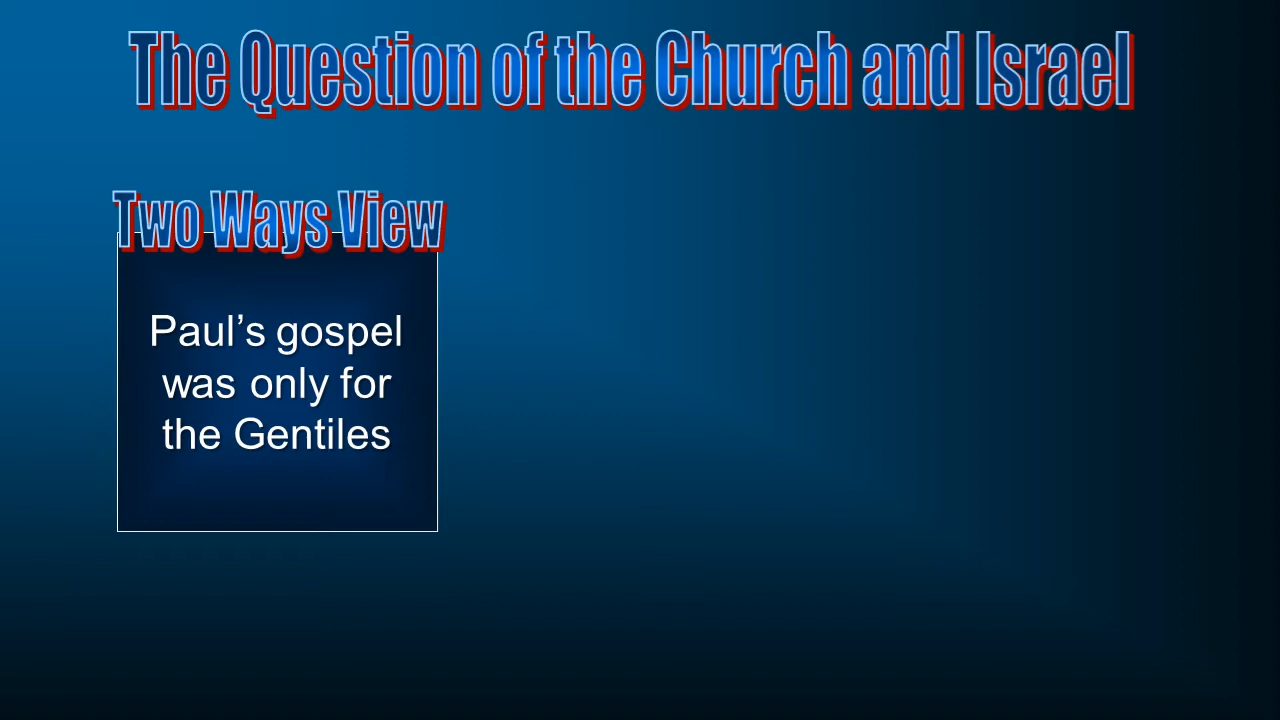 The Question of the Church and Israel
Two Ways View
Paul’s gospel
was only for
the Gentiles